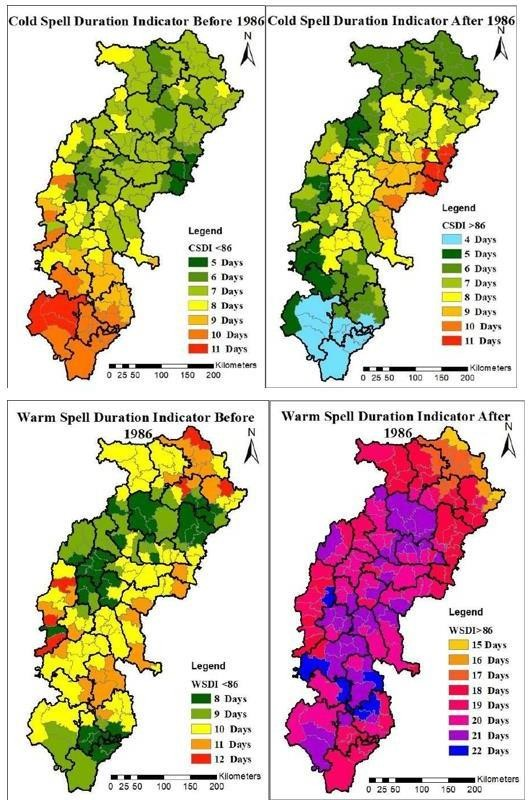 Cold Spell Duration Indicator Before 1986
N
Legend
CSDI <86
5 Days
6 Days
7 Days
8 Days
9 Days
10 Days
11 Days
Kilometers
0 25 50 100 150 200
Cold Spell Duration Indicator After 1986
N
Legend
CSDI >86
4 Days
5 Days
6 Days
7 Days
8 Days
9 Days
10 Days
11 Days
Kilometers
0 25 50 100 150 200
Warm Spell Duration Indicator Before
1986
N
Legend
WSDI <86
8 Days
9 Days
10 Days
11 Days
12 Days
Kilometers
0 25 50 100 150 200
Warm Spell Duration Indicator After
1986
N
Legend
WSDI>86
15 Days
16 Days
17 Days
18 Days
19 Days
20 Days
21 Days
22 Days
Kilometers
0 25 50 100 150 200